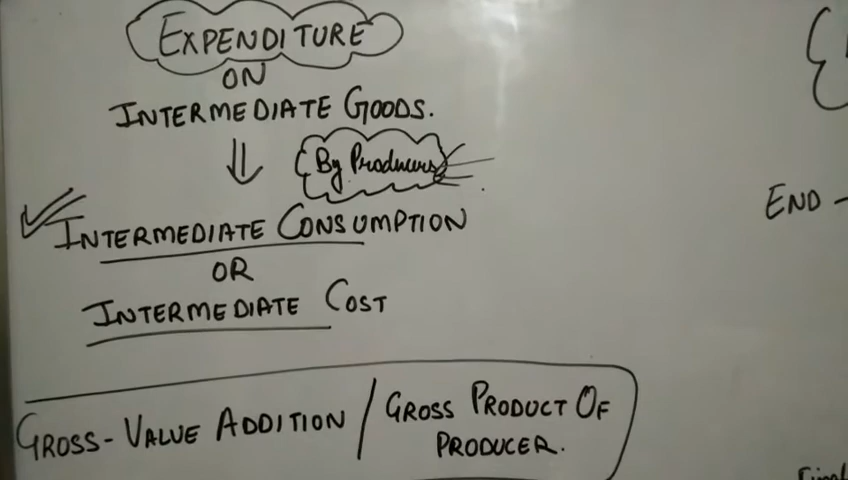 EXPENDITURE
ON
INTERMEDIATE GOODS.
By Producers
INTERMEDIATE CONSUMPTION
OR
INTERMEDIATE COST
GROSS-VALUE ADDITION / GROSS PRODUCT OF
PRODUCER.
END -